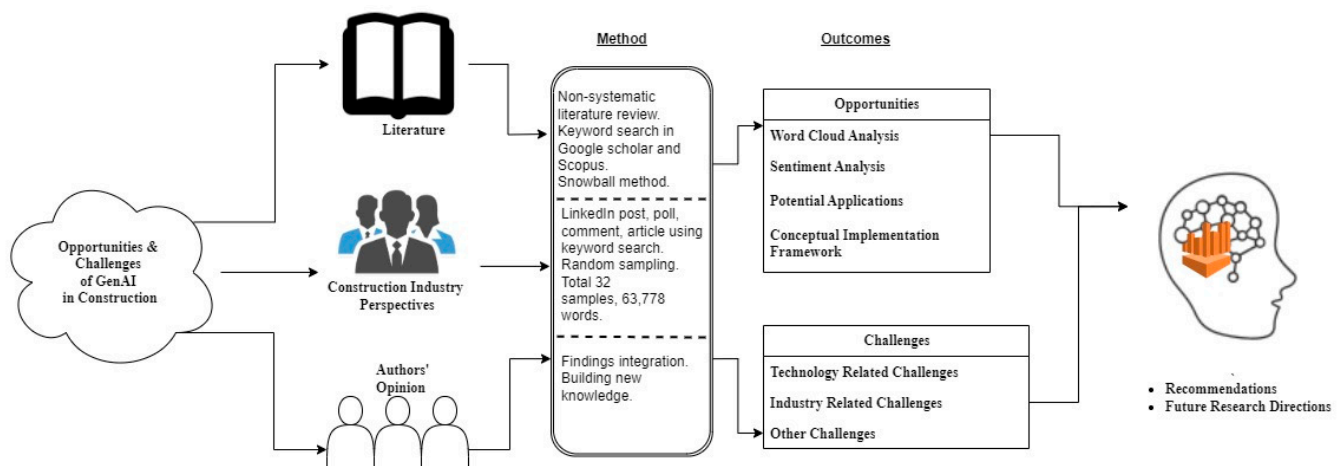 Opportunities &
Challenges
of GenAI
in Construction
Literature
Construction Industry
Perspectives
Authors'
Opinion
Method
Non-systematic
literature review.
Keyword search in
Google scholar and
Scopus.
Snowball method.
LinkedIn post, poll,
comment, article using
keyword search.
Random sampling.
Total 32
samples, 63,778
words.
Findings integration.
Building new
knowledge.
Outcomes
Opportunities
Word Cloud Analysis
Sentiment Analysis
Potential Applications
Conceptual Implementation
Framework
Challenges
Technology Related Challenges
Industry Related Challenges
Other Challenges
• Recommendations
• Future Research Directions